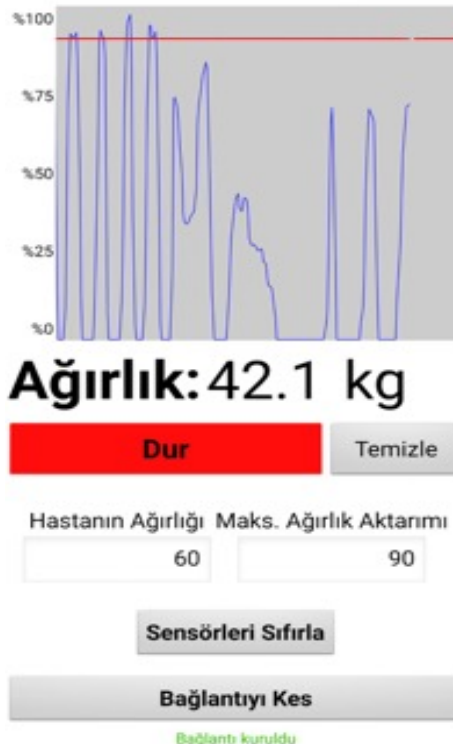 %100
%75
%50
%25
%0
Ağırlık: 42.1 kg
Dur
Temizle
Hastanın Ağırlığı
Maks. Ağırlık Aktarımı
60
90
Sensörleri Sıfırla
Bağlantıyı Kes
Bağlantı kuruldu